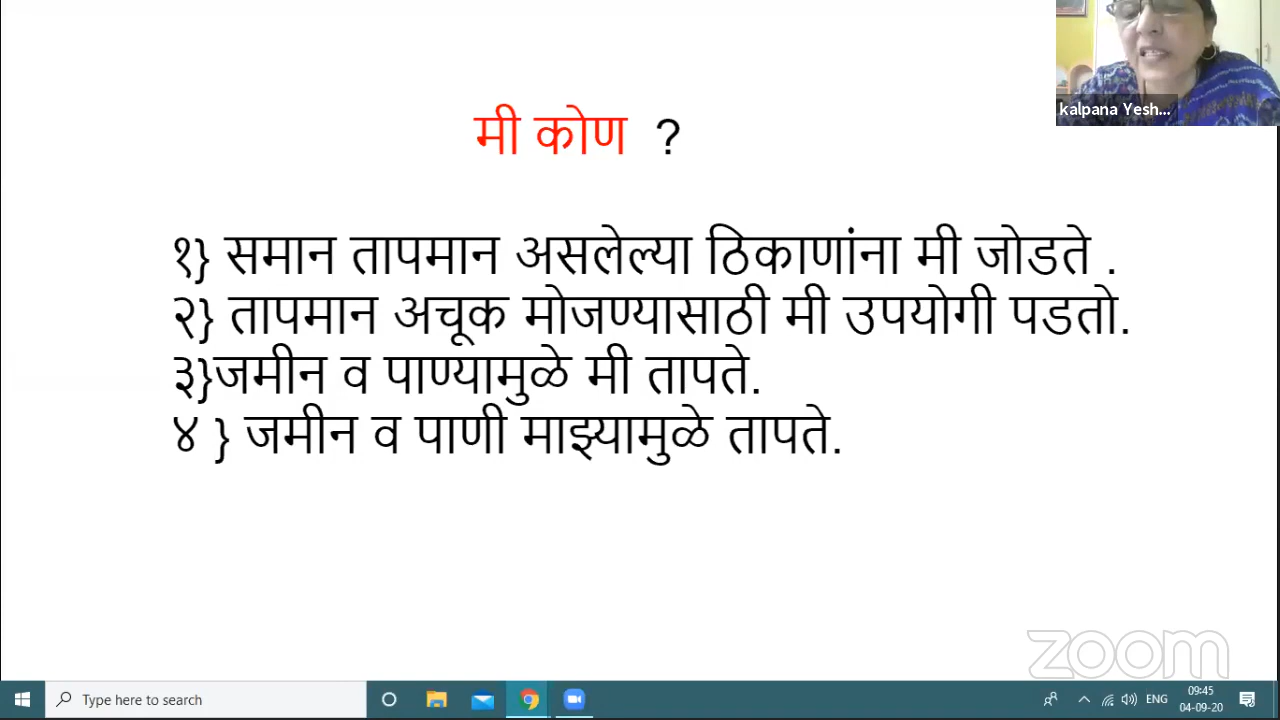 kalpana Yesh...
मी कोण ?
१} समान तापमान असलेल्या ठिकाणांना मी जोडते .
२} तापमान अचूक मोजण्यासाठी मी उपयोगी पडतो.
३}जमीन व पाण्यामुळे मी तापते.
४ } जमीन व पाणी माझ्यामुळे तापते.
zoom
Type here to search
ENG
09:45
04-09-20